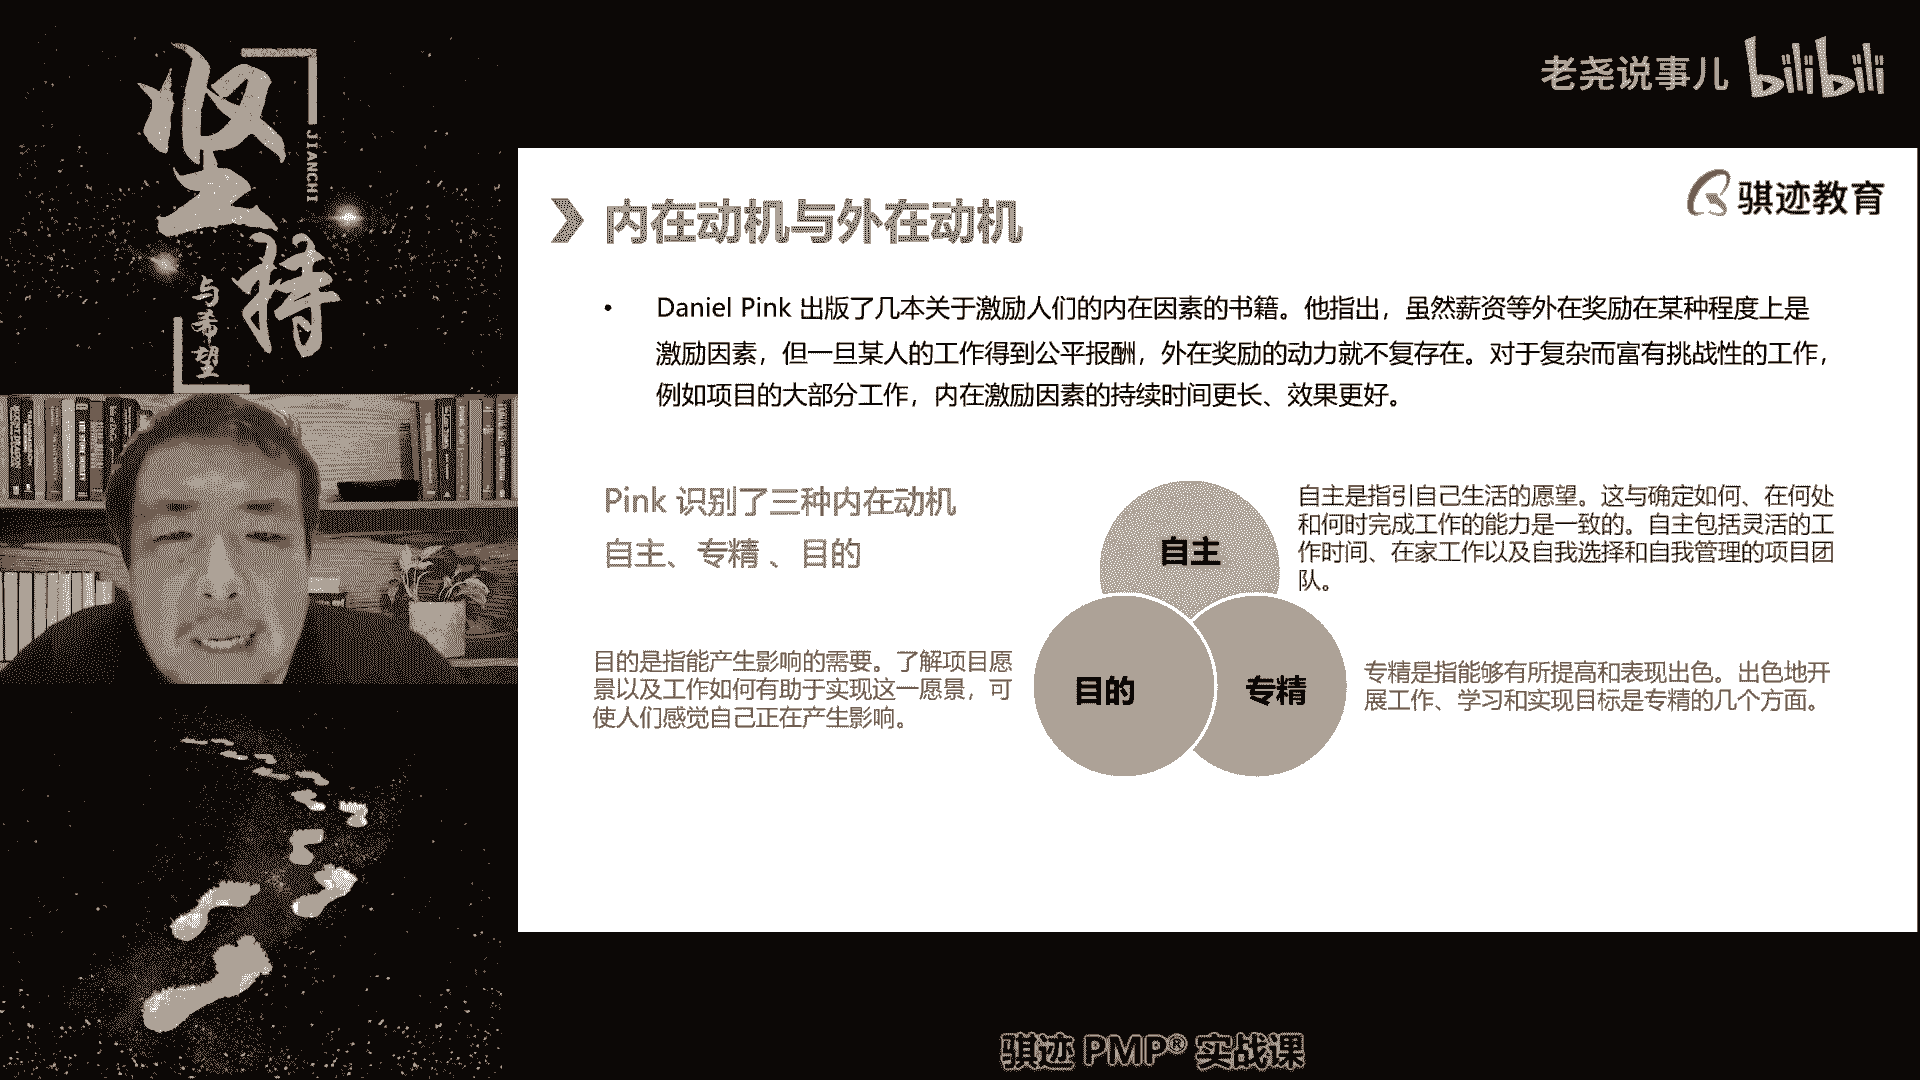 坚持
JIANCHI
与希望
老尧说事儿 bilibili
骐迹教育
内在动机与外在动机
• Daniel Pink 出版了几本关于激励人们的内在因素的书籍。他指出，虽然薪资等外在奖励在某种程度上是
激励因素，但一旦某人的工作得到公平报酬，外在奖励的动力就不复存在。对于复杂而富有挑战性的工作，
例如项目的大部分工作，内在激励因素的持续时间更长、效果更好。
Pink 识别了三种内在动机
自主、专精 、目的
自主
自主是指引自己生活的愿望。这与确定如何、在何处
和何时完成工作的能力是一致的。自主包括灵活的工
作时间、在家工作以及自我选择和自我管理的项目团
队。
目的是指能产生影响的需要。了解项目愿
景以及工作如何有助于实现这一愿景，可
使人们感觉自己正在产生影响。
目的
专精
专精是指能够有所提高和表现出色。出色地开
展工作、学习和实现目标是专精的几个方面。
骐迹 PMP® 实战课